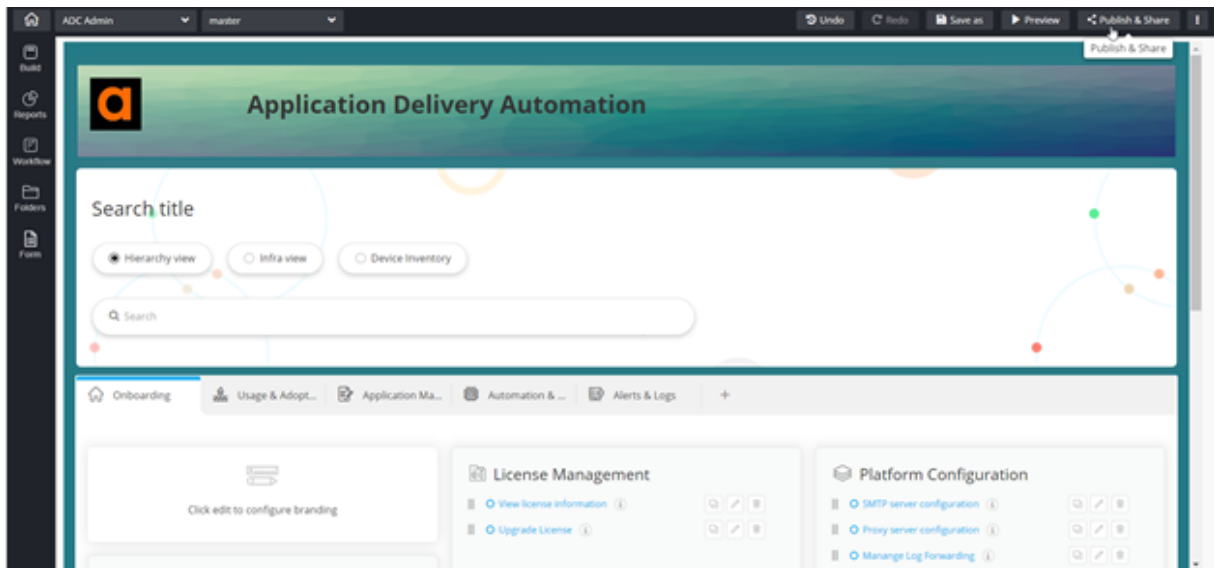 ADC Admin master Undo Redo Save as Preview Publish & Share
Publish & Share
Build
Reports
Workflow
Folders
Form
a Application Delivery Automation
Search title
Hierarchy view Infra view Device Inventory
Search
Onboarding Usage & Adopt... Application Ma... Automation & ... Alerts & Logs +
Click edit to configure branding
License Management
View license information
Upgrade License
Platform Configuration
SMTP server configuration
Proxy server configuration
Manange Log Forwarding